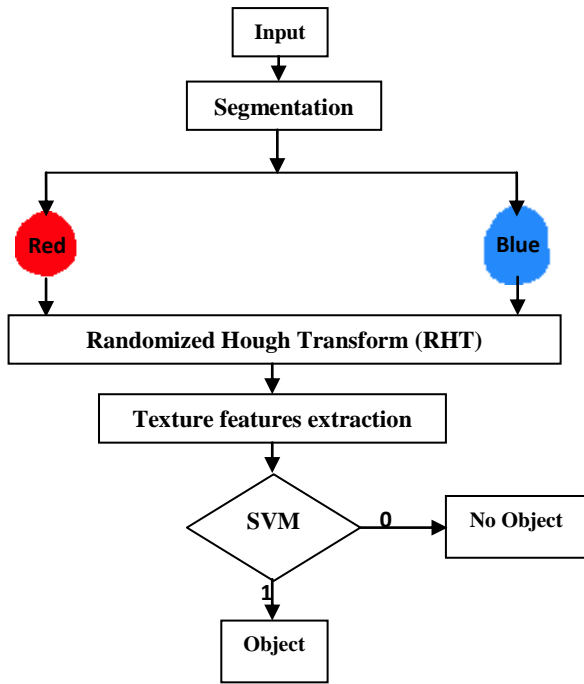 Input
Segmentation
Red
Blue
Randomized Hough Transform (RHT)
Texture features extraction
SVM
0
No Object
1
Object